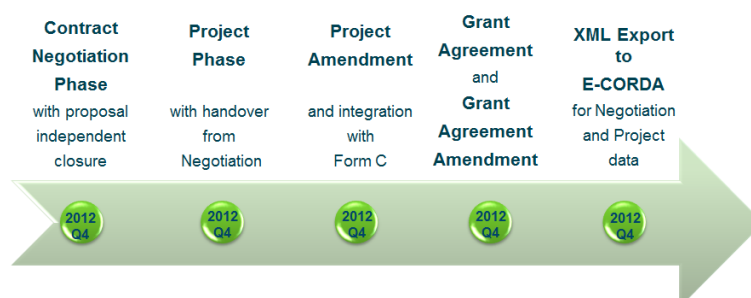 Contract
Negotiation
Phase
with proposal
independent
closure
Project
Phase
with handover
from
Negotiation
Project
Amendment
and integration
with
Form C
Grant
Agreement
and
Grant
Agreement
Amendment
XML Export
to
E-CORDA
for Negotiation
and Project
data
2012
Q4
2012
Q4
2012
Q4
2012
Q4
2012
Q4